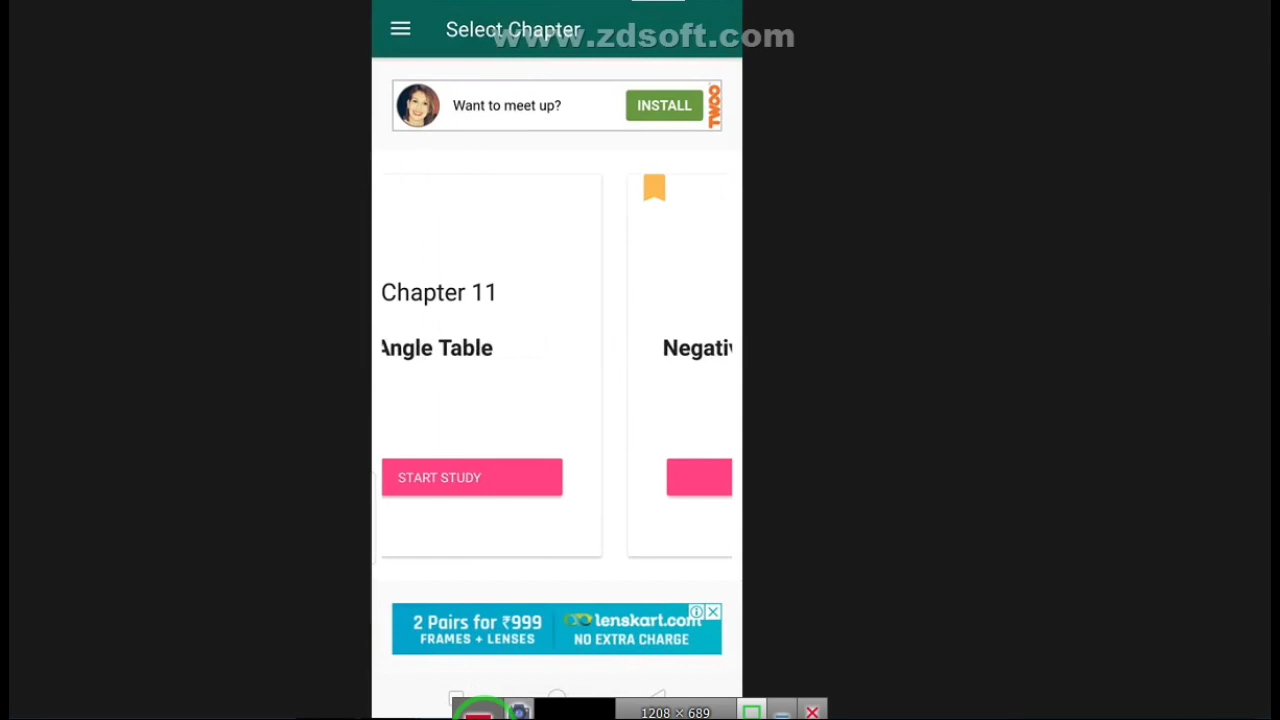 Select Chapter
www.zdsoft.com
Want to meet up?
INSTALL
TWOO
Chapter 11
Angle Table
Negativ
START STUDY
2 Pairs for ₹999
FRAMES + LENSES
lenskart.com
NO EXTRA CHARGE
1208 × 689